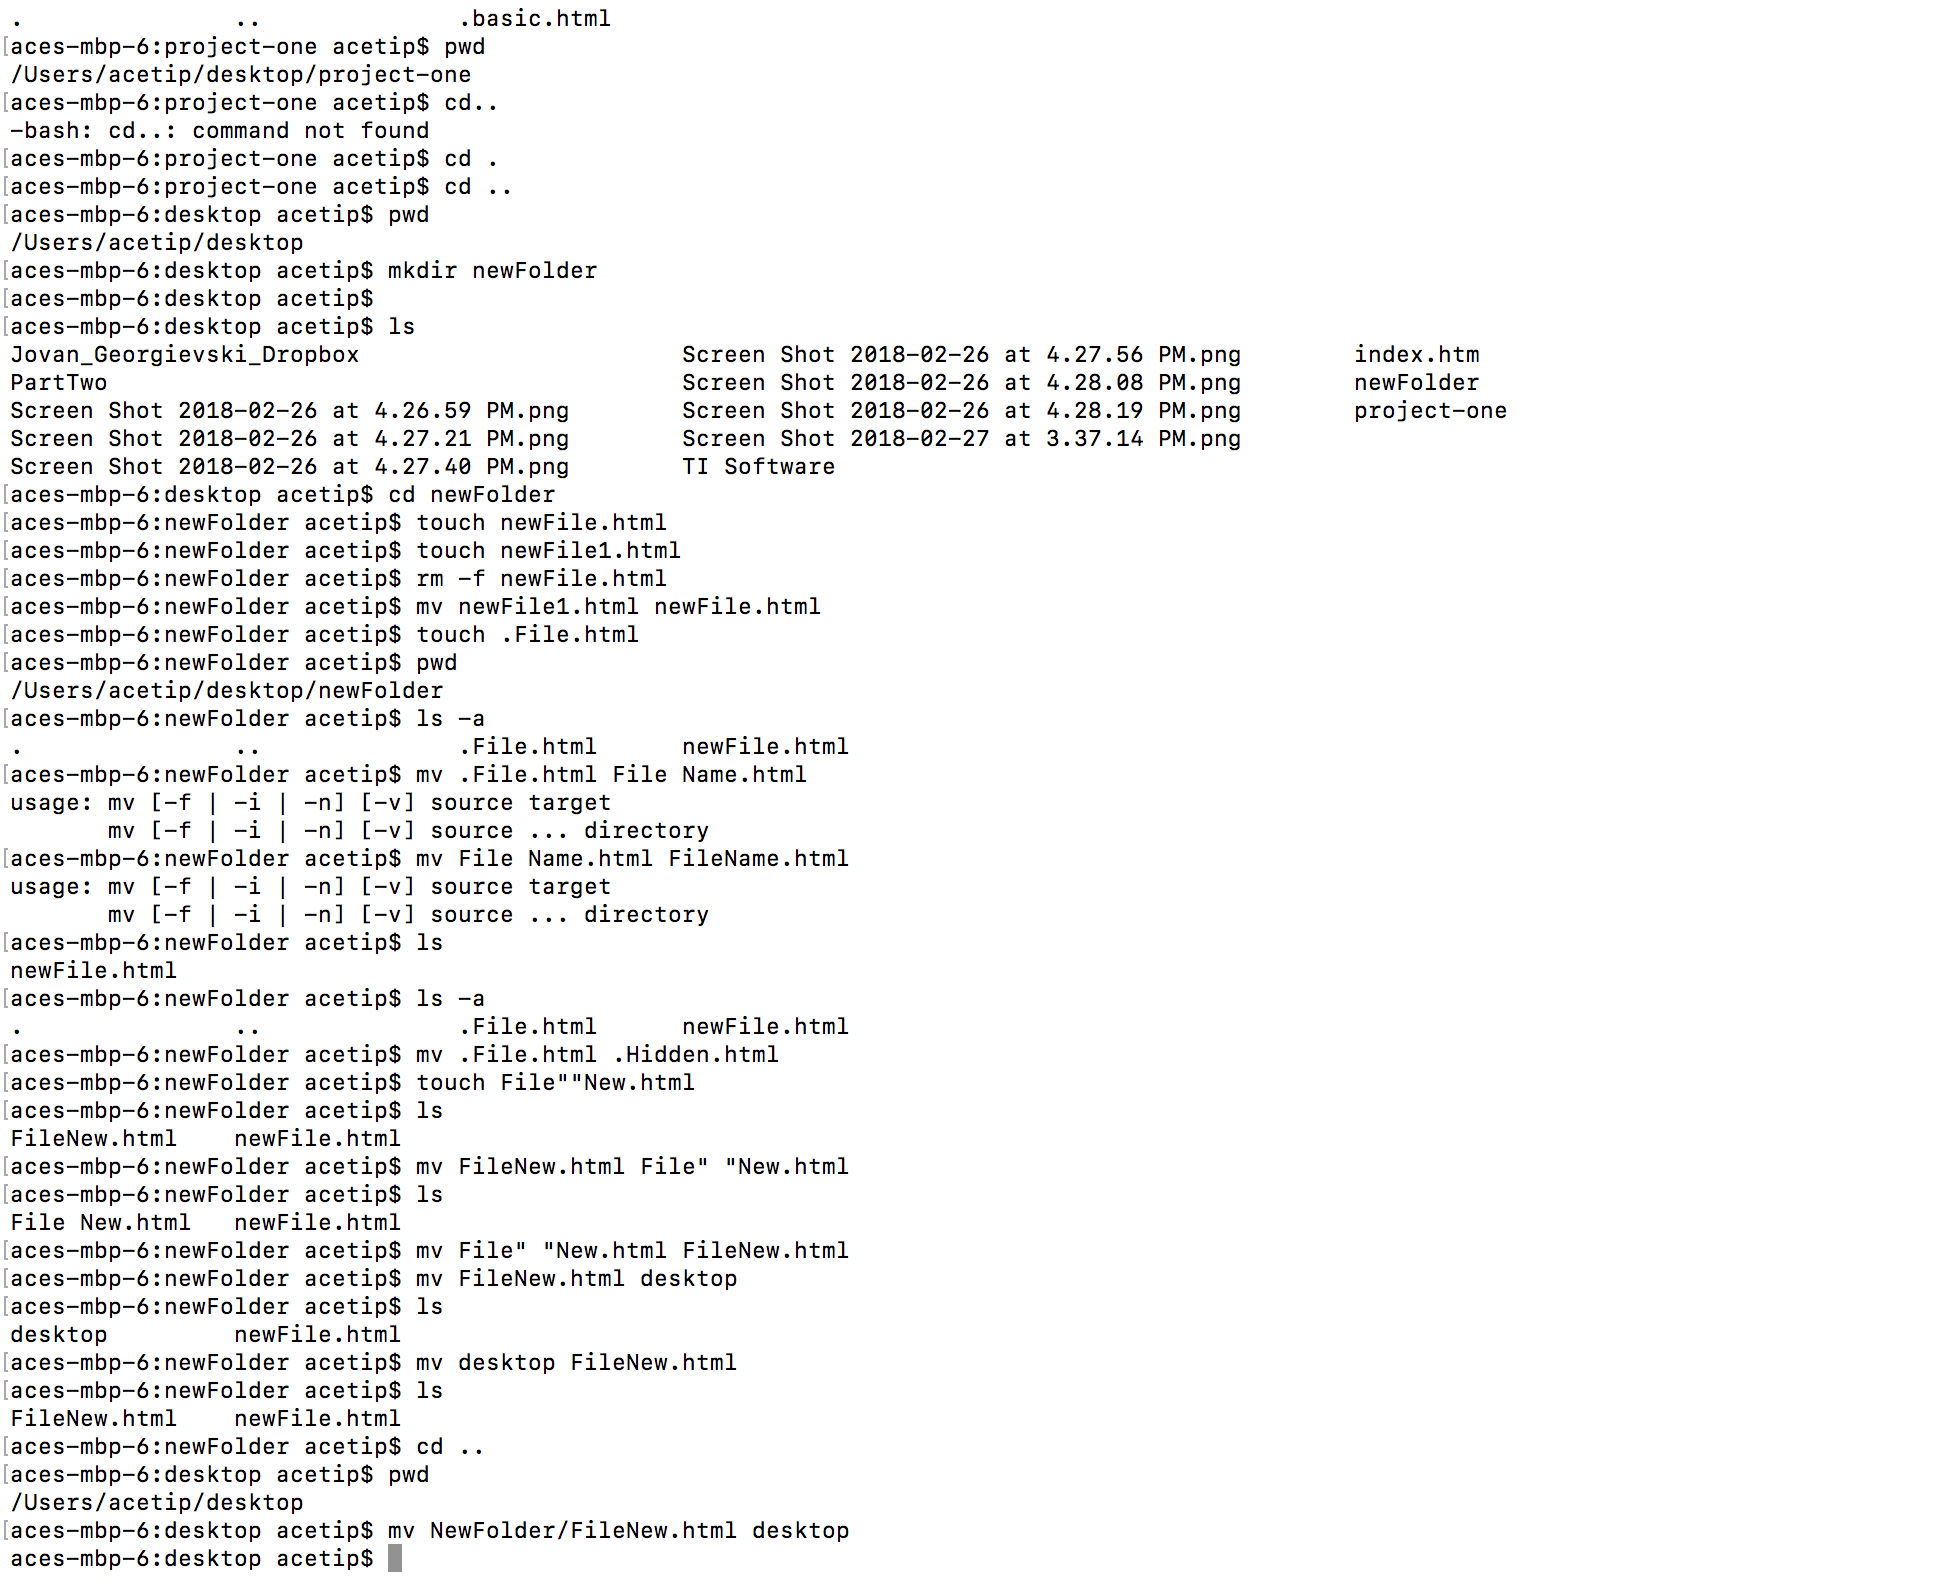 .               ..              .basic.html
[aces-mbp-6:project-one acetip$ pwd
/Users/acetip/desktop/project-one
[aces-mbp-6:project-one acetip$ cd..
-bash: cd..: command not found
[aces-mbp-6:project-one acetip$ cd .
[aces-mbp-6:project-one acetip$ cd ..
[aces-mbp-6:desktop acetip$ pwd
/Users/acetip/desktop
[aces-mbp-6:desktop acetip$ mkdir newFolder
[aces-mbp-6:desktop acetip$
[aces-mbp-6:desktop acetip$ ls
Jovan_Georgievski_Dropbox                       Screen Shot 2018-02-26 at 4.27.56 PM.png        index.htm
PartTwo                                         Screen Shot 2018-02-26 at 4.28.08 PM.png        newFolder
Screen Shot 2018-02-26 at 4.26.59 PM.png        Screen Shot 2018-02-26 at 4.28.19 PM.png        project-one
Screen Shot 2018-02-26 at 4.27.21 PM.png        Screen Shot 2018-02-27 at 3.37.14 PM.png
Screen Shot 2018-02-26 at 4.27.40 PM.png        TI Software
[aces-mbp-6:desktop acetip$ cd newFolder
[aces-mbp-6:newFolder acetip$ touch newFile.html
[aces-mbp-6:newFolder acetip$ touch newFile1.html
[aces-mbp-6:newFolder acetip$ rm -f newFile.html
[aces-mbp-6:newFolder acetip$ mv newFile1.html newFile.html
[aces-mbp-6:newFolder acetip$ touch .File.html
[aces-mbp-6:newFolder acetip$ pwd
/Users/acetip/desktop/newFolder
[aces-mbp-6:newFolder acetip$ ls -a
.               ..              .File.html      newFile.html
[aces-mbp-6:newFolder acetip$ mv .File.html File Name.html
usage: mv [-f | -i | -n] [-v] source target
       mv [-f | -i | -n] [-v] source ... directory
[aces-mbp-6:newFolder acetip$ mv File Name.html FileName.html
usage: mv [-f | -i | -n] [-v] source target
       mv [-f | -i | -n] [-v] source ... directory
[aces-mbp-6:newFolder acetip$ ls
newFile.html
[aces-mbp-6:newFolder acetip$ ls -a
.               ..              .File.html      newFile.html
[aces-mbp-6:newFolder acetip$ mv .File.html .Hidden.html
[aces-mbp-6:newFolder acetip$ touch File""New.html
[aces-mbp-6:newFolder acetip$ ls
FileNew.html    newFile.html
[aces-mbp-6:newFolder acetip$ mv FileNew.html File" "New.html
[aces-mbp-6:newFolder acetip$ ls
File New.html   newFile.html
[aces-mbp-6:newFolder acetip$ mv File" "New.html FileNew.html
[aces-mbp-6:newFolder acetip$ mv FileNew.html desktop
[aces-mbp-6:newFolder acetip$ ls
desktop         newFile.html
[aces-mbp-6:newFolder acetip$ mv desktop FileNew.html
[aces-mbp-6:newFolder acetip$ ls
FileNew.html    newFile.html
[aces-mbp-6:newFolder acetip$ cd ..
[aces-mbp-6:desktop acetip$ pwd
/Users/acetip/desktop
[aces-mbp-6:desktop acetip$ mv NewFolder/FileNew.html desktop
aces-mbp-6:desktop acetip$